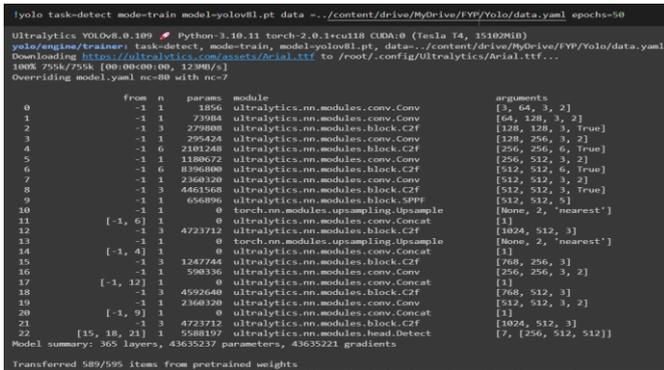 !yolo task=detect mode=train model=yolov8l.pt data =../content/drive/MyDrive/FYP/Yolo/data.yaml epochs=50
Ultralytics YOLOv8.0.109 🚀 Python-3.10.11 torch-2.0.1+cu118 CUDA:0 (Tesla T4, 15102MiB)
yolo/engine/trainer: task=detect, mode=train, model=yolov8l.pt, data=../content/drive/MyDrive/FYP/Yolo/data.yaml
Downloading https://ultralytics.com/assets/Arial.ttf to /root/.config/Ultralytics/Arial.ttf...
100% 755k/755k [00:00<00:00, 123MB/s]
Overriding model.yaml nc=80 with nc=7
from n params module arguments
0 -1 1 1856 ultralytics.nn.modules.conv.Conv [3, 64, 3, 2]
1 -1 1 73984 ultralytics.nn.modules.conv.Conv [64, 128, 3, 2]
2 -1 3 279808 ultralytics.nn.modules.block.C2f [128, 128, 3, True]
3 -1 1 295424 ultralytics.nn.modules.conv.Conv [128, 256, 3, 2]
4 -1 6 2101248 ultralytics.nn.modules.block.C2f [256, 256, 6, True]
5 -1 1 1180672 ultralytics.nn.modules.conv.Conv [256, 512, 3, 2]
6 -1 6 8396800 ultralytics.nn.modules.block.C2f [512, 512, 6, True]
7 -1 1 2360320 ultralytics.nn.modules.conv.Conv [512, 512, 3, 2]
8 -1 3 4461568 ultralytics.nn.modules.block.C2f [512, 512, 3, True]
9 -1 1 656896 ultralytics.nn.modules.block.SPPF [512, 512, 5]
10 -1 1 0 torch.nn.modules.upsampling.Upsample [None, 2, 'nearest']
11 [-1, 6] 1 0 ultralytics.nn.modules.conv.Concat [1]
12 -1 3 4723712 ultralytics.nn.modules.block.C2f [1024, 512, 3]
13 -1 1 0 torch.nn.modules.upsampling.Upsample [None, 2, 'nearest']
14 [-1, 4] 1 0 ultralytics.nn.modules.conv.Concat [1]
15 -1 3 1247744 ultralytics.nn.modules.block.C2f [768, 256, 3]
16 -1 1 590336 ultralytics.nn.modules.conv.Conv [256, 256, 3, 2]
17 [-1, 12] 1 0 ultralytics.nn.modules.conv.Concat [1]
18 -1 3 4592640 ultralytics.nn.modules.block.C2f [768, 512, 3]
19 -1 1 2360320 ultralytics.nn.modules.conv.Conv [512, 512, 3, 2]
20 [-1, 9] 1 0 ultralytics.nn.modules.conv.Concat [1]
21 -1 3 4723712 ultralytics.nn.modules.block.C2f [1024, 512, 3]
22 [15, 18, 21] 1 5588197 ultralytics.nn.modules.head.Detect [7, [256, 512, 512]]
Model summary: 365 layers, 43635237 parameters, 43635221 gradients
Transferred 589/595 items from pretrained weights